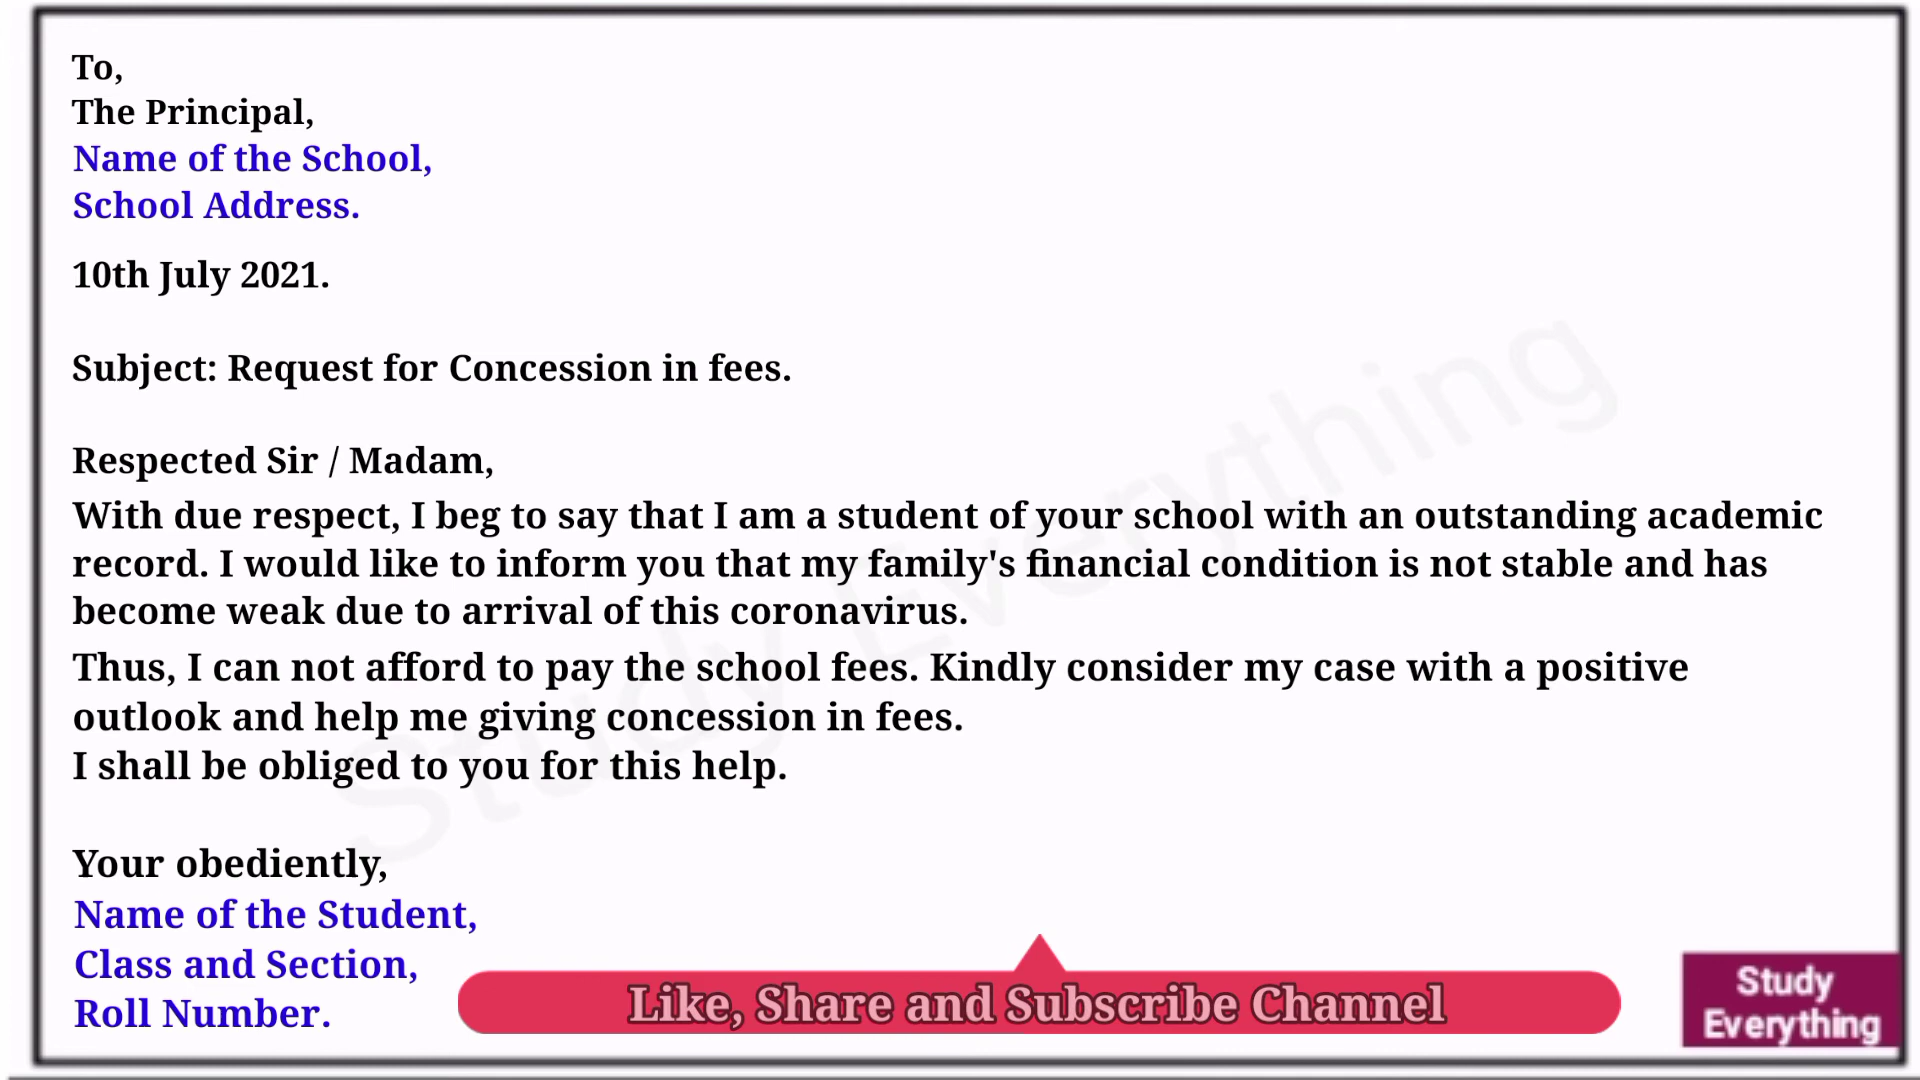 To,
The Principal,
Name of the School,
School Address.
10th July 2021.
Subject: Request for Concession in fees.
Respected Sir / Madam,
With due respect, I beg to say that I am a student of your school with an outstanding academic
record. I would like to inform you that my family's financial condition is not stable and has
become weak due to arrival of this coronavirus.
Thus, I can not afford to pay the school fees. Kindly consider my case with a positive
outlook and help me giving concession in fees.
I shall be obliged to you for this help.
Your obediently,
Name of the Student,
Class and Section,
Roll Number.
Like, Share and Subscribe Channel
Study
Everything
Study Everything